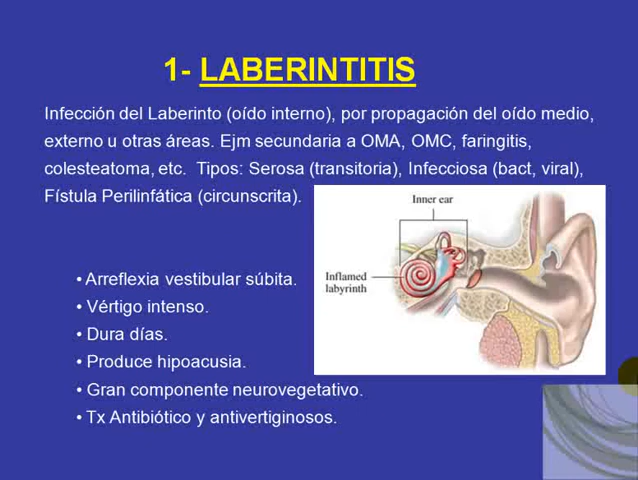 1- LABERINTITIS
Infección del Laberinto (oído interno), por propagación del oído medio,
externo u otras áreas. Ejm secundaria a OMA, OMC, faringitis,
colesteatoma, etc. Tipos: Serosa (transitoria), Infecciosa (bact, viral),
Fístula Perilinfática (circunscrita).
Inner ear
Inflamed
labyrinth
• Arreflexia vestibular súbita.
• Vértigo intenso.
• Dura días.
• Produce hipoacusia.
• Gran componente neurovegetativo.
• Tx Antibiótico y antivertiginosos.